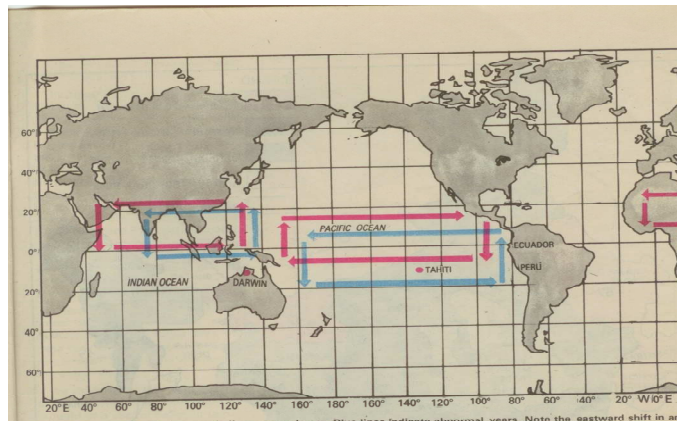 60°
40°
20°
0°
20°
40°
60°
PACIFIC OCEAN
ECUADOR
PERU
TAHITI
INDIAN OCEAN
DARWIN
20°E 40° 60° 80° 100° 120° 140° 160° 180° 160° 140° 120° 100° 80° 60° 40° 20° W 0° E
lines indicate abnormal years. Note the eastward shift in